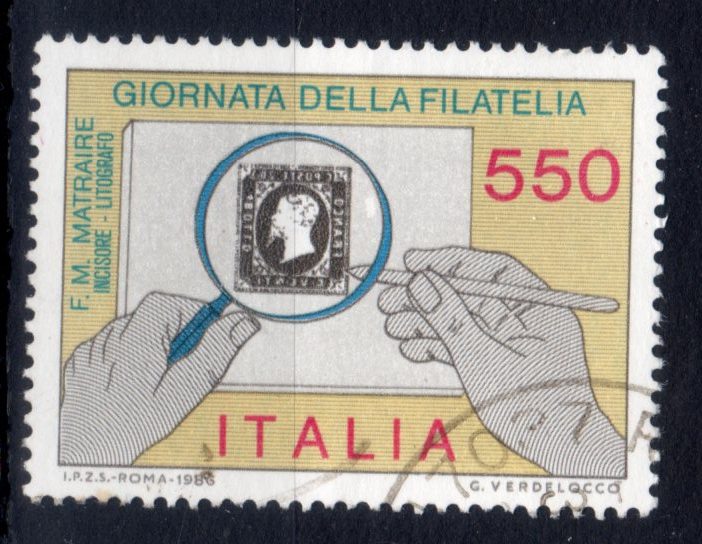 GIORNATA DELLA FILATELIA
F. M. MATRAIRE
INCISORE - LITOGRAFO
550
ITALIA
I.P.Z.S.-ROMA-1986
G. VERDELOCCO